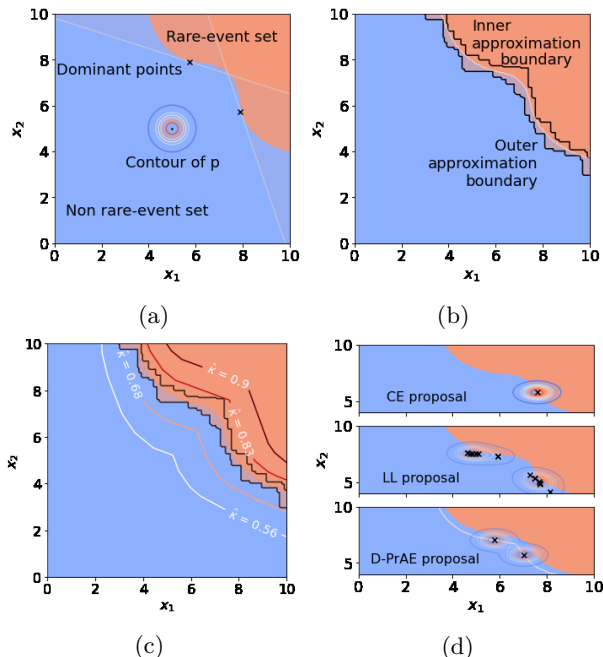 10
8
6
4
2
0
x2
Rare-event set
Dominant points
Contour of p
Non rare-event set
0
2
4
6
8
10
x1
(a)
10
8
6
4
2
0
Inner
approximation
boundary
Outer
approximation
boundary
0
2
4
6
8
10
x1
(b)
10
8
6
4
2
0
x2
κ̂ = 0.9
κ̂ = 0.68
κ̂ = 0.83
κ̂ = 0.56
0
2
4
6
8
10
x1
(c)
10
5
CE proposal
10
5
x2
LL proposal
10
5
D-PrAE proposal
0
2
4
6
8
10
x1
(d)